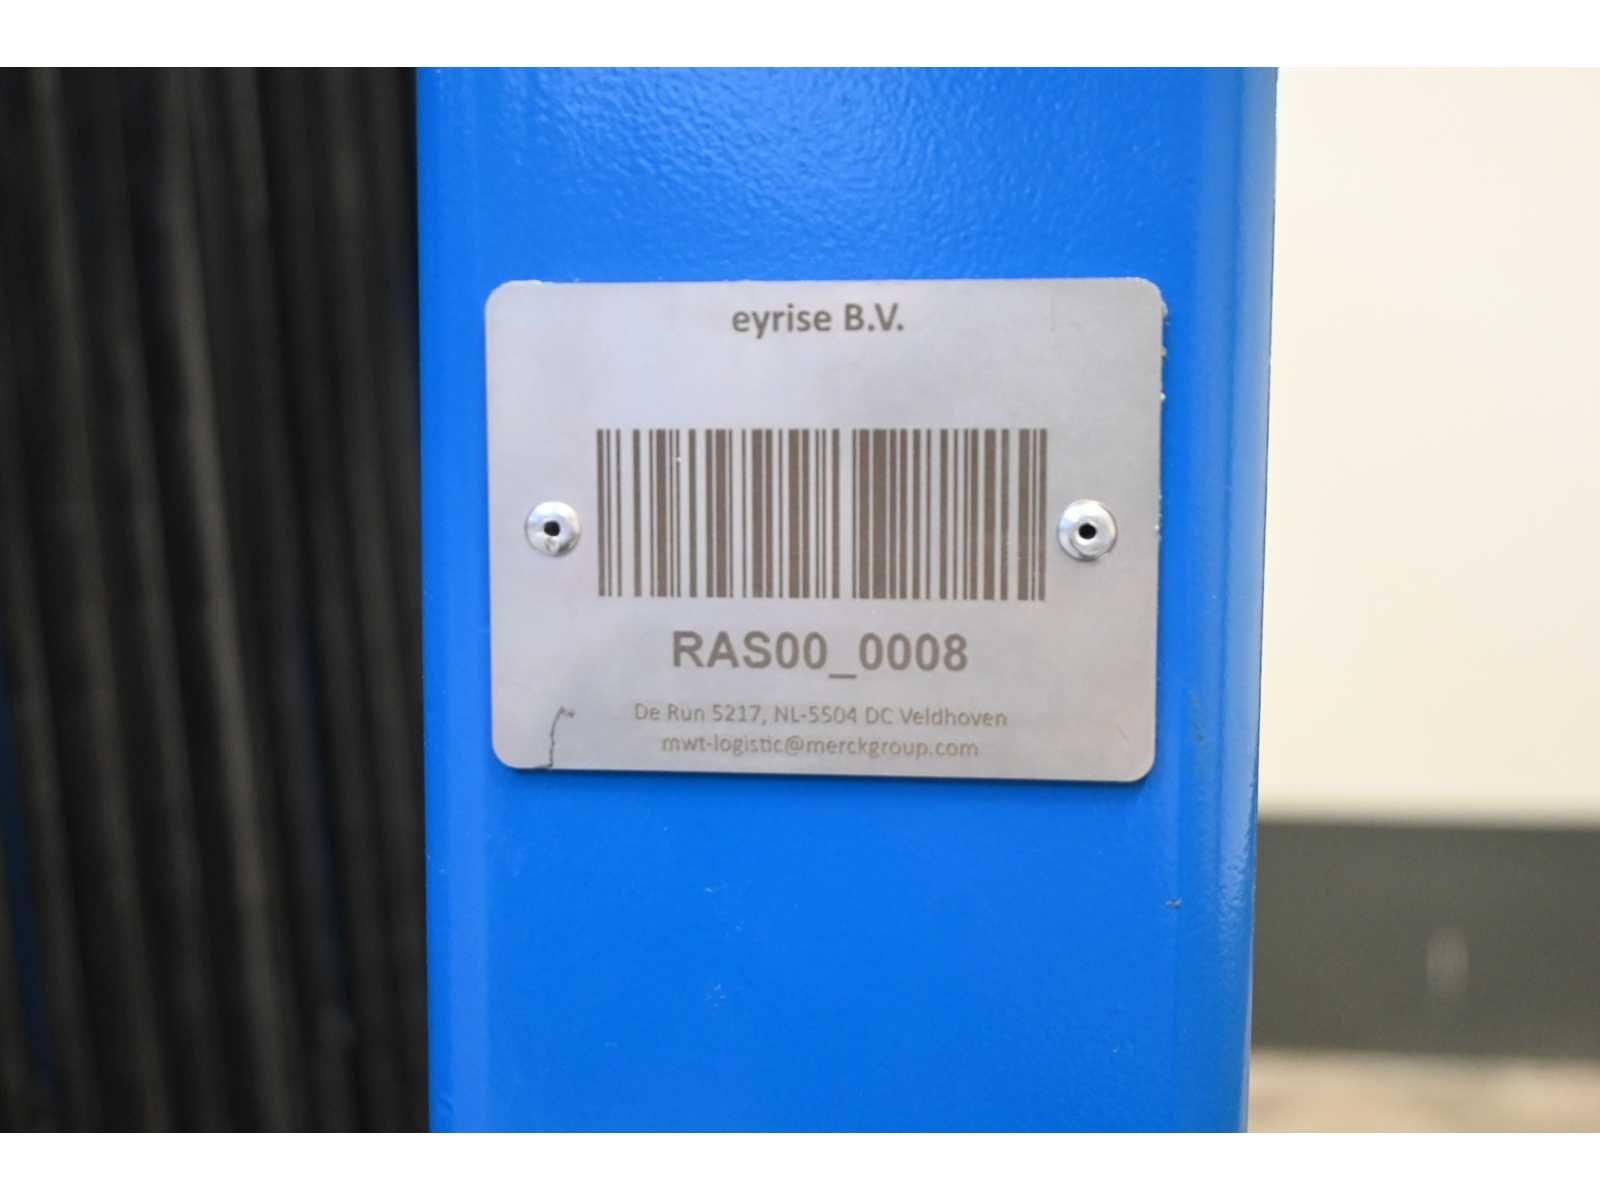 eyrise B.V.
RAS00_0008
De Run 5217, NL-5504 DC Veldhoven
mwt-logistic@merckgroup.com